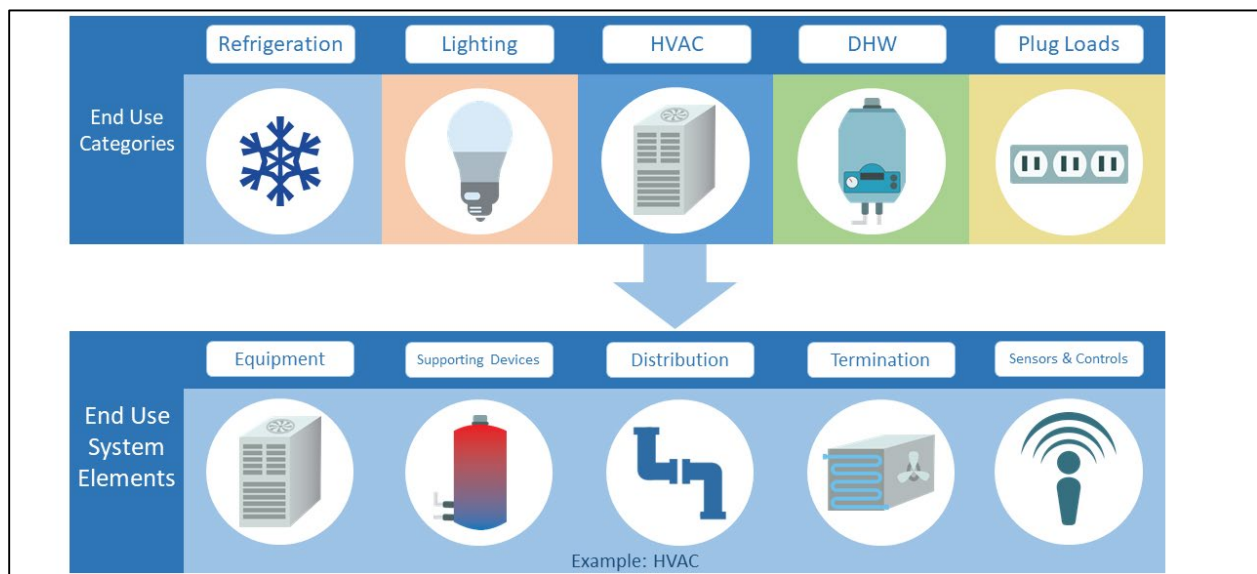 Refrigeration
Lighting
HVAC
DHW
Plug Loads
End Use
Categories
Equipment
Supporting Devices
Distribution
Termination
Sensors & Controls
End Use
System
Elements
Example: HVAC